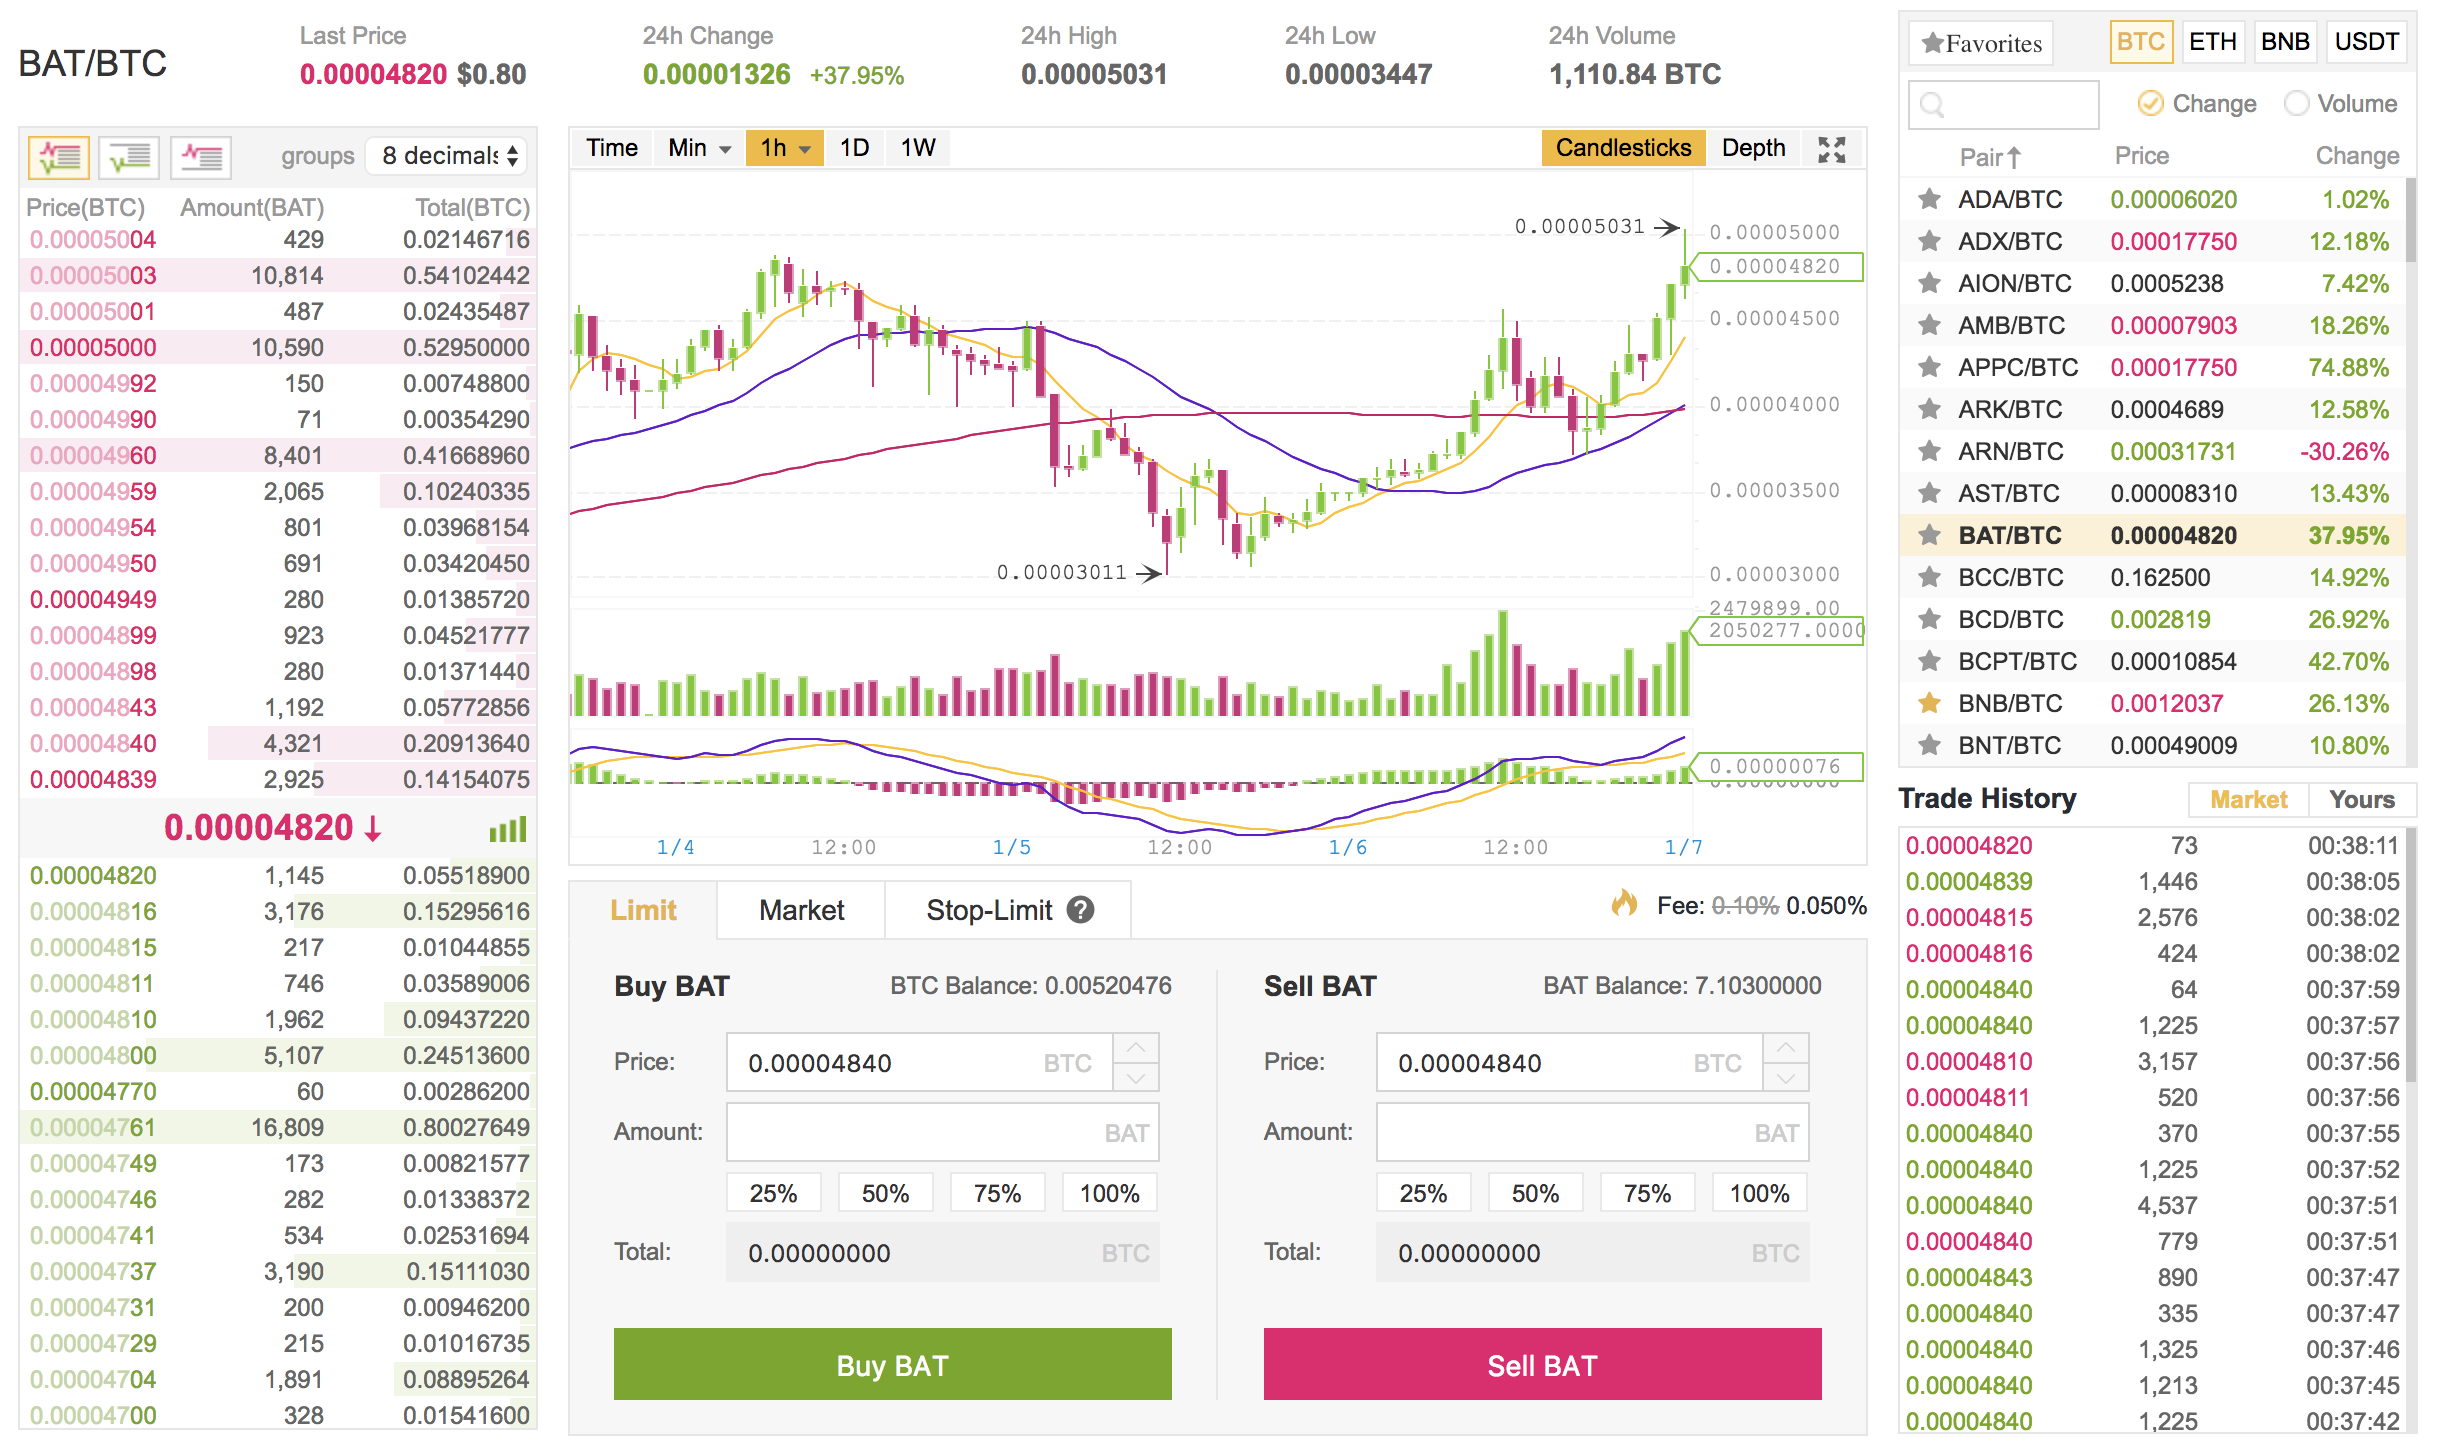 BAT/BTC
Last Price
0.00004820 $0.80
24h Change
0.00001326 +37.95%
24h High
0.00005031
24h Low
0.00003447
24h Volume
1,110.84 BTC
groups 8 decimals
Price(BTC) Amount(BAT) Total(BTC)
0.00005004 429 0.02146716
0.00005003 10,814 0.54102442
0.00005001 487 0.02435487
0.00005000 10,590 0.52950000
0.00004992 150 0.00748800
0.00004990 71 0.00354290
0.00004960 8,401 0.41668960
0.00004959 2,065 0.10240335
0.00004954 801 0.03968154
0.00004950 691 0.03420450
0.00004949 280 0.01385720
0.00004899 923 0.04521777
0.00004898 280 0.01371440
0.00004843 1,192 0.05772856
0.00004840 4,321 0.20913640
0.00004839 2,925 0.14154075
0.00004820 ↓
0.00004820 1,145 0.05518900
0.00004816 3,176 0.15295616
0.00004815 217 0.01044855
0.00004811 746 0.03589006
0.00004810 1,962 0.09437220
0.00004800 5,107 0.24513600
0.00004770 60 0.00286200
0.00004761 16,809 0.80027649
0.00004749 173 0.00821577
0.00004746 282 0.01338372
0.00004741 534 0.02531694
0.00004737 3,190 0.15111030
0.00004731 200 0.00946200
0.00004729 215 0.01016735
0.00004704 1,891 0.08895264
0.00004700 328 0.01541600
Time Min 1h 1D 1W Candlesticks Depth
0.00005031
0.00005000
0.00004820
0.00004500
0.00004000
0.00003500
0.00003011
0.00003000
2479899.00
2050277.0000
0.00000076
1/4 12:00 1/5 12:00 1/6 12:00 1/7
Limit Market Stop-Limit ?
Fee: 0.10% 0.050%
Buy BAT BTC Balance: 0.00520476
Price: 0.00004840 BTC
Amount: BAT
25% 50% 75% 100%
Total: 0.00000000 BTC
Buy BAT
Sell BAT BAT Balance: 7.10300000
Price: 0.00004840 BTC
Amount: BAT
25% 50% 75% 100%
Total: 0.00000000 BTC
Sell BAT
Favorites BTC ETH BNB USDT
Change Volume
Pair↑ Price Change
ADA/BTC 0.00006020 1.02%
ADX/BTC 0.00017750 12.18%
AION/BTC 0.0005238 7.42%
AMB/BTC 0.00007903 18.26%
APPC/BTC 0.00017750 74.88%
ARK/BTC 0.0004689 12.58%
ARN/BTC 0.00031731 -30.26%
AST/BTC 0.00008310 13.43%
BAT/BTC 0.00004820 37.95%
BCC/BTC 0.162500 14.92%
BCD/BTC 0.002819 26.92%
BCPT/BTC 0.00010854 42.70%
BNB/BTC 0.0012037 26.13%
BNT/BTC 0.00049009 10.80%
Trade History Market Yours
0.00004820 73 00:38:11
0.00004839 1,446 00:38:05
0.00004815 2,576 00:38:02
0.00004816 424 00:38:02
0.00004840 64 00:37:59
0.00004840 1,225 00:37:57
0.00004810 3,157 00:37:56
0.00004811 520 00:37:56
0.00004840 370 00:37:55
0.00004840 1,225 00:37:52
0.00004840 4,537 00:37:51
0.00004840 779 00:37:51
0.00004843 890 00:37:47
0.00004840 335 00:37:47
0.00004840 1,325 00:37:46
0.00004840 1,213 00:37:45
0.00004840 1,225 00:37:42